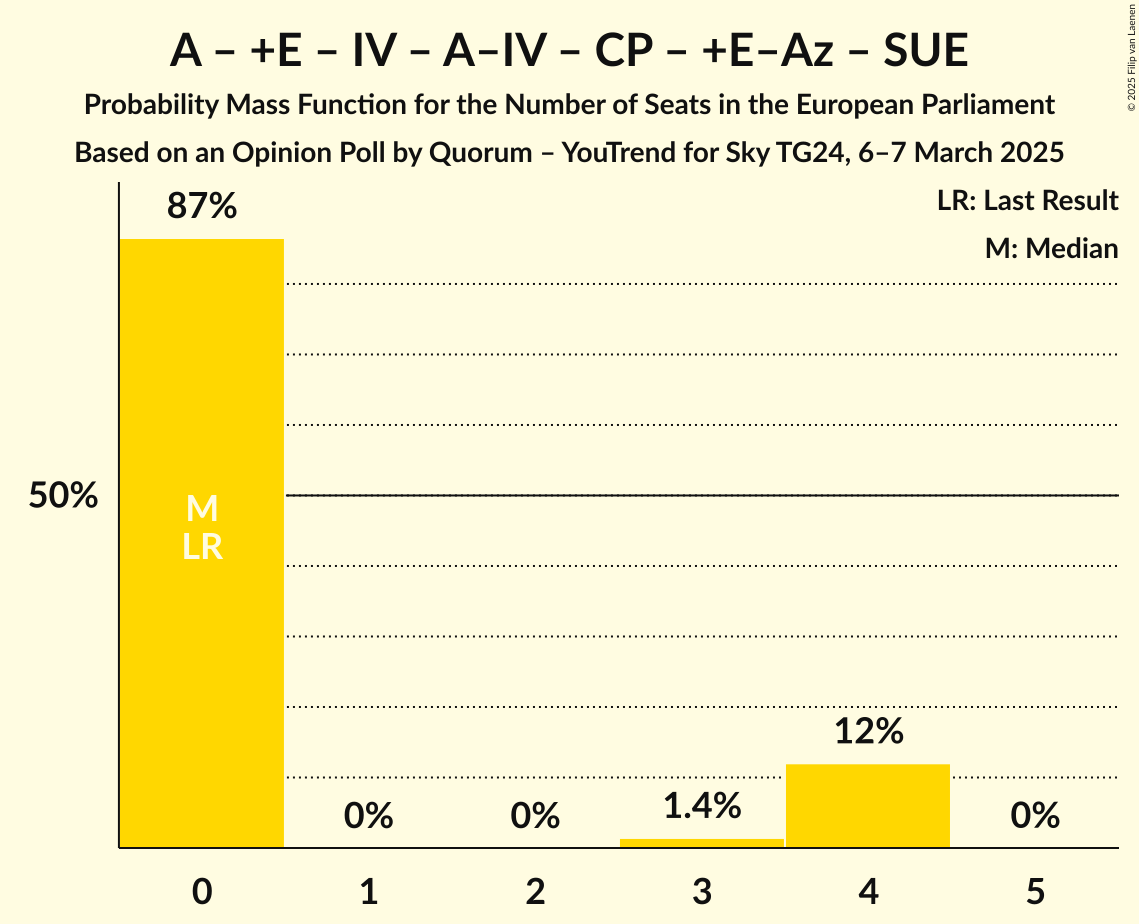 A – +E – IV – A–IV – CP – +E–Az – SUE
Probability Mass Function for the Number of Seats in the European Parliament
Based on an Opinion Poll by Quorum – YouTrend for Sky TG24, 6–7 March 2025
© 2025 Filip van Laenen
LR: Last Result
M: Median
87%
50%
M
LR
12%
1.4%
0%
0%
0%
0
1
2
3
4
5